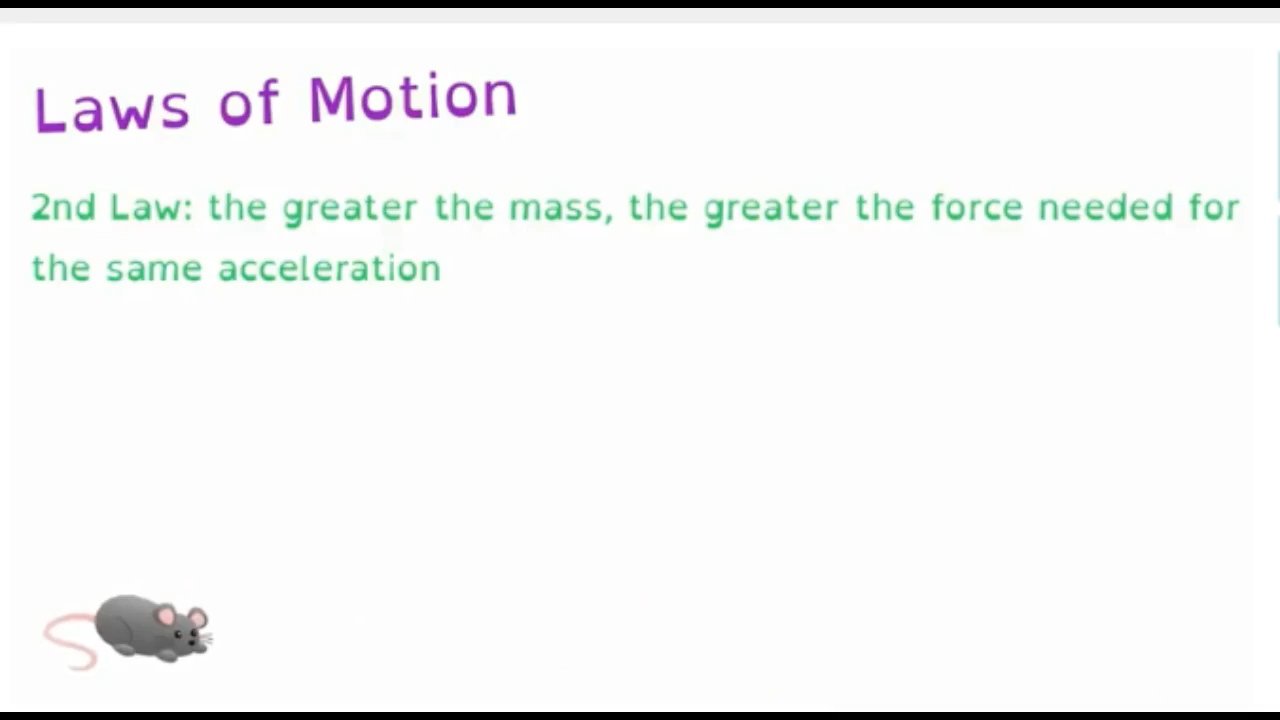 Laws of Motion
2nd Law: the greater the mass, the greater the force needed for
the same acceleration